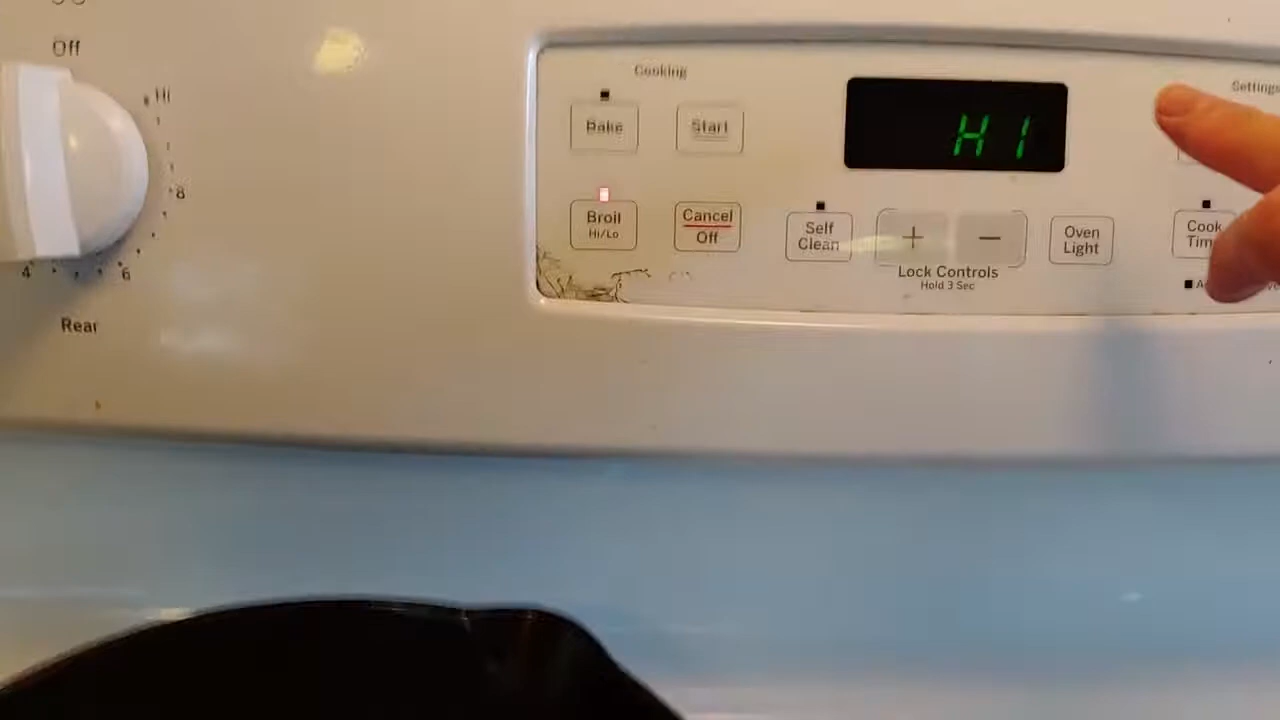 Off
HI
8
6
4
Rear
Cooking
Bake
Start
Broil
Hi/Lo
Cancel
Off
HI
Self
Clean
+
−
Lock Controls
Hold 3 Sec
Oven
Light
Settings
Cook